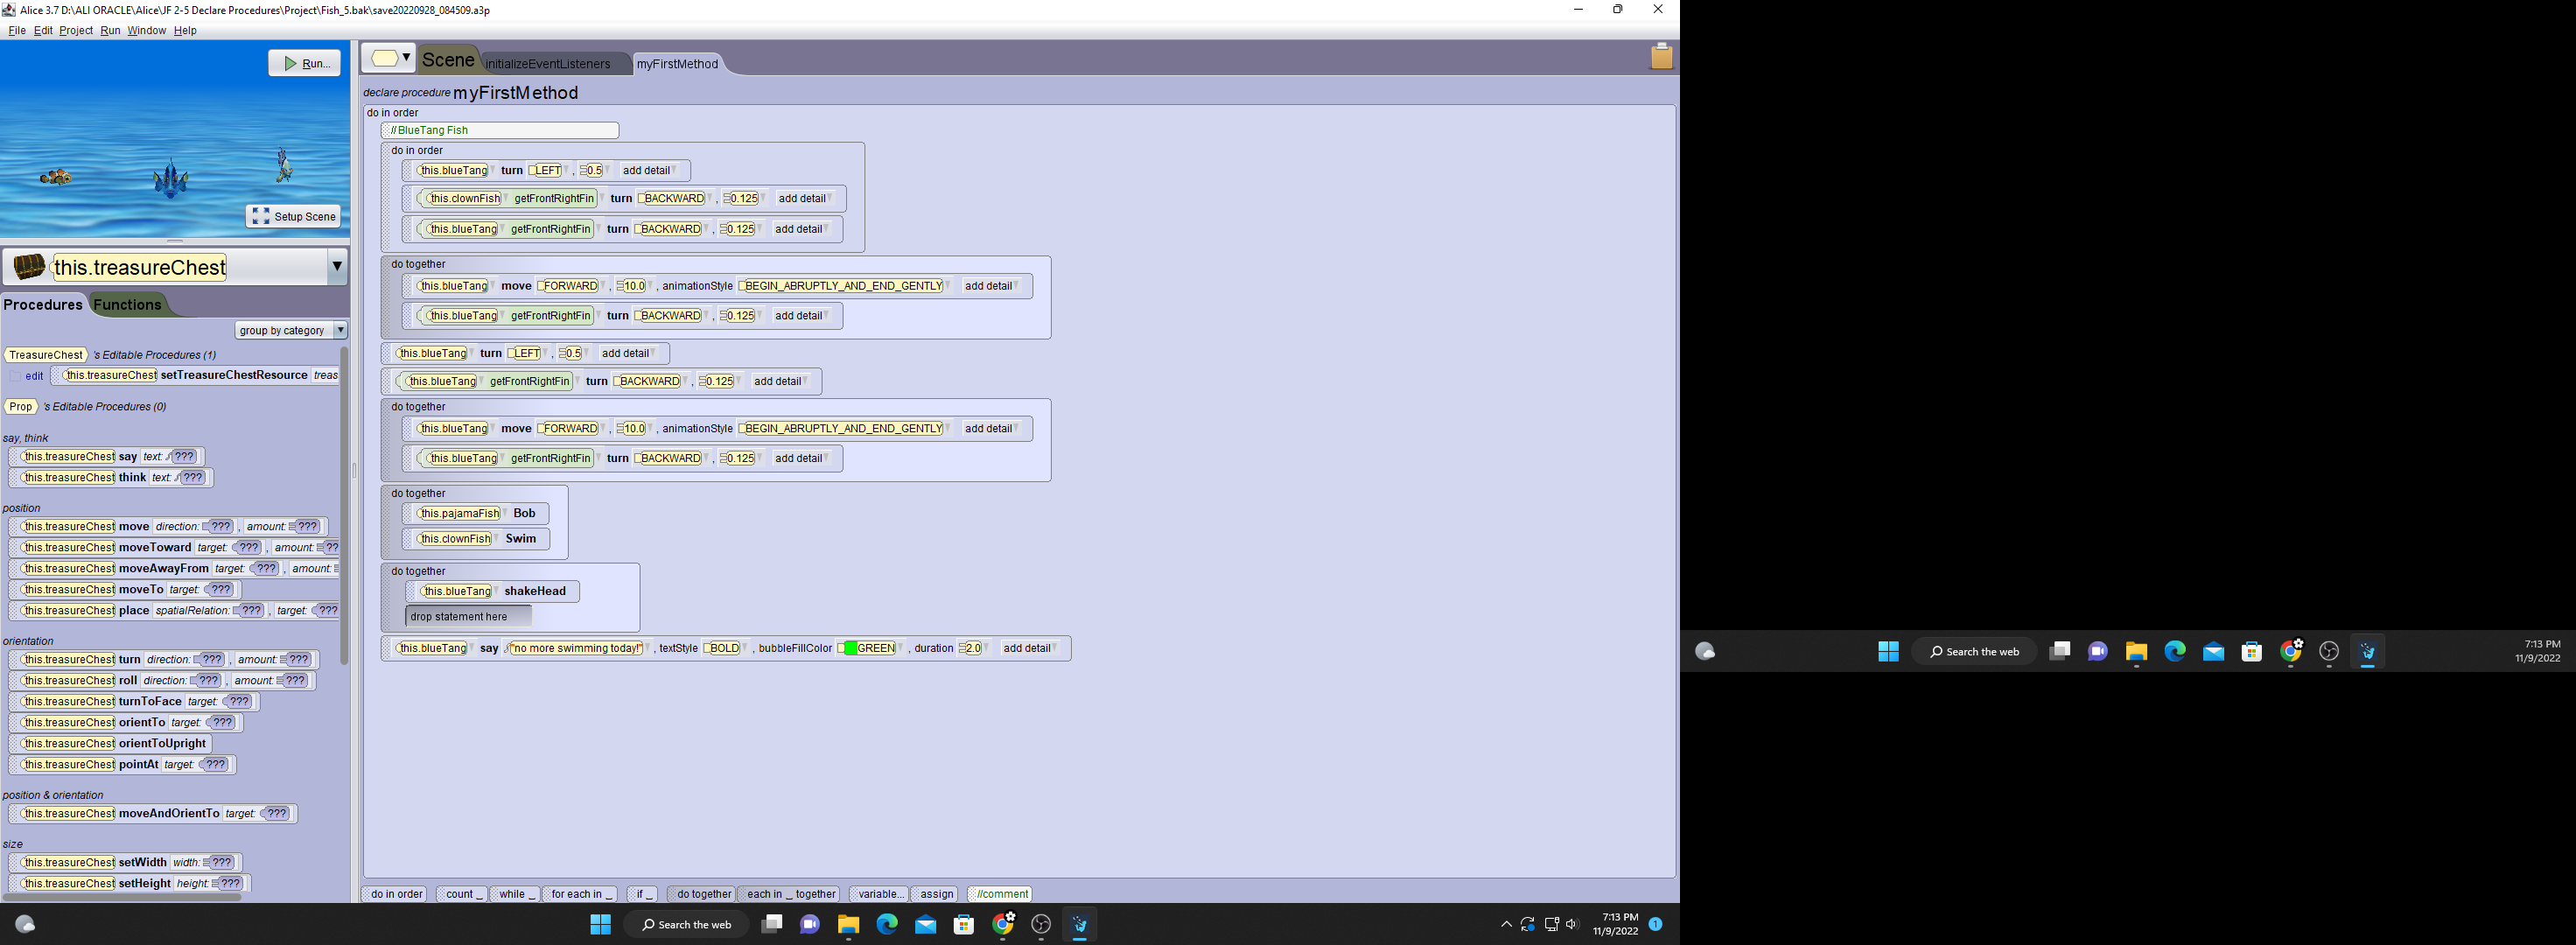 Alice 3.7 D:\ALI ORACLE\Alice\JF 2-5 Declare Procedures\Project\Fish_5.bak\save20220928_084509.a3p
File Edit Project Run Window Help
Run...
Setup Scene
this.treasureChest
Procedures Functions
group by category
TreasureChest 's Editable Procedures (1)
edit this.treasureChest setTreasureChestResource treas
Prop 's Editable Procedures (0)
say, think
this.treasureChest say text: ???
this.treasureChest think text: ???
position
this.treasureChest move direction: ??? , amount: ???
this.treasureChest moveToward target: ??? , amount: ??
this.treasureChest moveAwayFrom target: ??? , amount:
this.treasureChest moveTo target: ???
this.treasureChest place spatialRelation: ??? , target: ???
orientation
this.treasureChest turn direction: ??? , amount: ???
this.treasureChest roll direction: ??? , amount: ???
this.treasureChest turnToFace target: ???
this.treasureChest orientTo target: ???
this.treasureChest orientToUpright
this.treasureChest pointAt target: ???
position & orientation
this.treasureChest moveAndOrientTo target: ???
size
this.treasureChest setWidth width: ???
this.treasureChest setHeight height: ???
Scene initializeEventListeners myFirstMethod
declare procedure myFirstMethod
do in order
//BlueTang Fish
do in order
this.blueTang turn LEFT , 0.5 add detail
this.clownFish getFrontRightFin turn BACKWARD , 0.125 add detail
this.blueTang getFrontRightFin turn BACKWARD , 0.125 add detail
do together
this.blueTang move FORWARD , 10.0 , animationStyle BEGIN_ABRUPTLY_AND_END_GENTLY add detail
this.blueTang getFrontRightFin turn BACKWARD , 0.125 add detail
this.blueTang turn LEFT , 0.5 add detail
this.blueTang getFrontRightFin turn BACKWARD , 0.125 add detail
do together
this.blueTang move FORWARD , 10.0 , animationStyle BEGIN_ABRUPTLY_AND_END_GENTLY add detail
this.blueTang getFrontRightFin turn BACKWARD , 0.125 add detail
do together
this.pajamaFish Bob
this.clownFish Swim
do together
this.blueTang shakeHead
drop statement here
this.blueTang say "no more swimming today!" , textStyle BOLD , bubbleFillColor GREEN , duration 2.0 add detail
do in order count _ while _ for each in _ if _ do together each in _ together variable... assign //comment
Search the web
7:13 PM
11/9/2022
1
Search the web
7:13 PM
11/9/2022